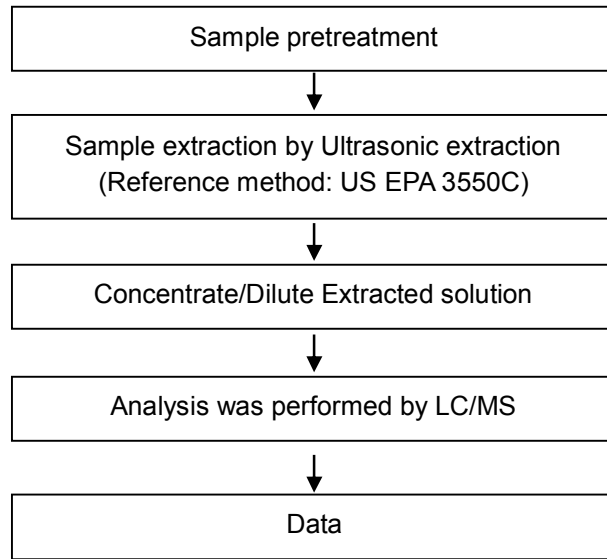 Sample pretreatment
Sample extraction by Ultrasonic extraction
(Reference method: US EPA 3550C)
Concentrate/Dilute Extracted solution
Analysis was performed by LC/MS
Data